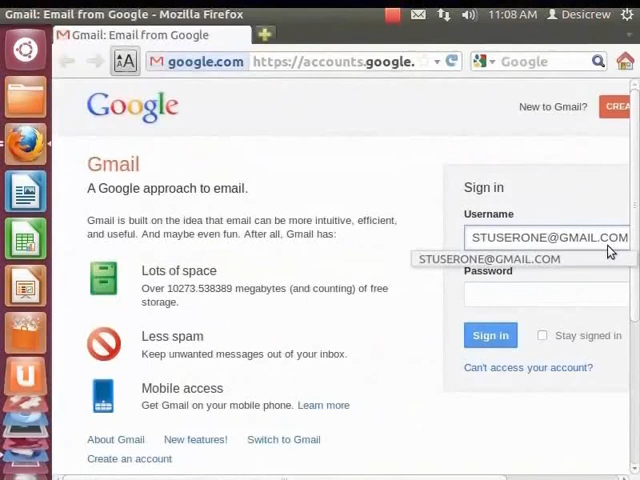 Gmail: Email from Google - Mozilla Firefox
11:08 AM
Desicrew
Gmail: Email from Google
google.com
https://accounts.google.
Google
Google
New to Gmail?
CREA
Gmail
A Google approach to email.
Gmail is built on the idea that email can be more intuitive, efficient,
and useful. And maybe even fun. After all, Gmail has:
Lots of space
Over 10273.538389 megabytes (and counting) of free
storage.
Less spam
Keep unwanted messages out of your inbox.
Mobile access
Get Gmail on your mobile phone. Learn more
About Gmail New features! Switch to Gmail
Create an account
Sign in
Username
STUSERONE@GMAIL.COM
STUSERONE@GMAIL.COM
Password
Sign in
Stay signed in
Can't access your account?